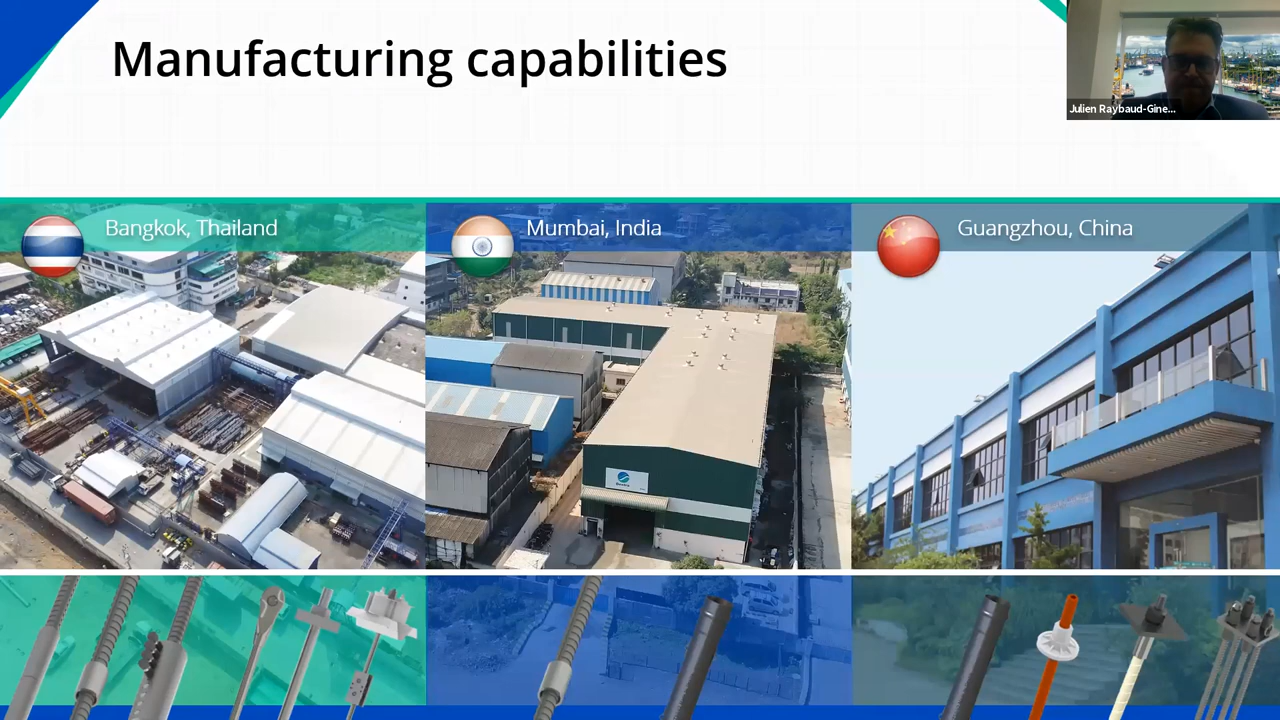 Manufacturing capabilities
Julien Raybaud-Gine...
Bangkok, Thailand
Mumbai, India
Guangzhou, China